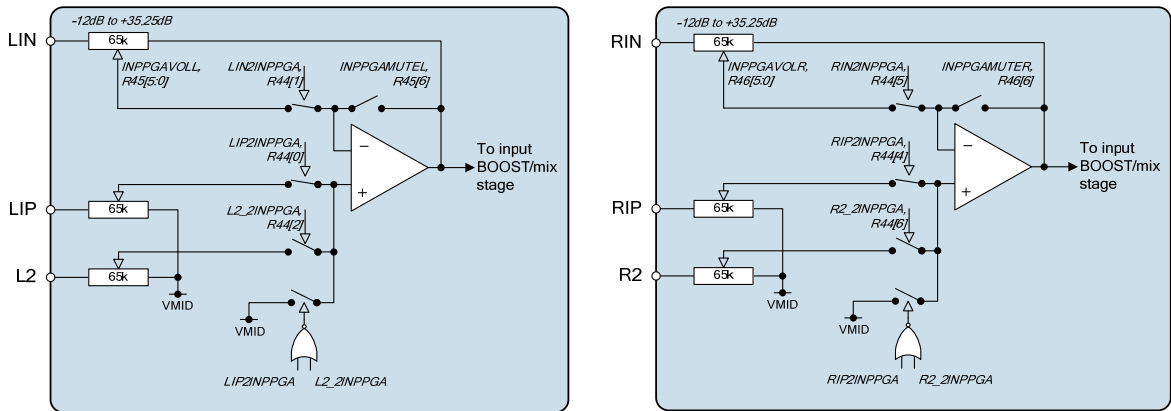 -12dB to +35.25dB
LIN
65k
INPPGAVOLL,
R45[5:0]
LIN2INPPGA,
R44[1]
INPPGAMUTEL,
R45[6]
LIP2INPPGA,
R44[0]
To input
BOOST/mix
stage
LIP
65k
L2_2INPPGA,
R44[2]
L2
65k
VMID
VMID
LIP2INPPGA L2_2INPPGA
-12dB to +35.25dB
RIN
65k
INPPGAVOLR,
R46[5:0]
RIN2INPPGA,
R44[5]
INPPGAMUTER,
R46[6]
RIP2INPPGA,
R44[4]
To input
BOOST/mix
stage
RIP
65k
R2_2INPPGA,
R44[6]
R2
65k
VMID
VMID
RIP2INPPGA R2_2INPPGA